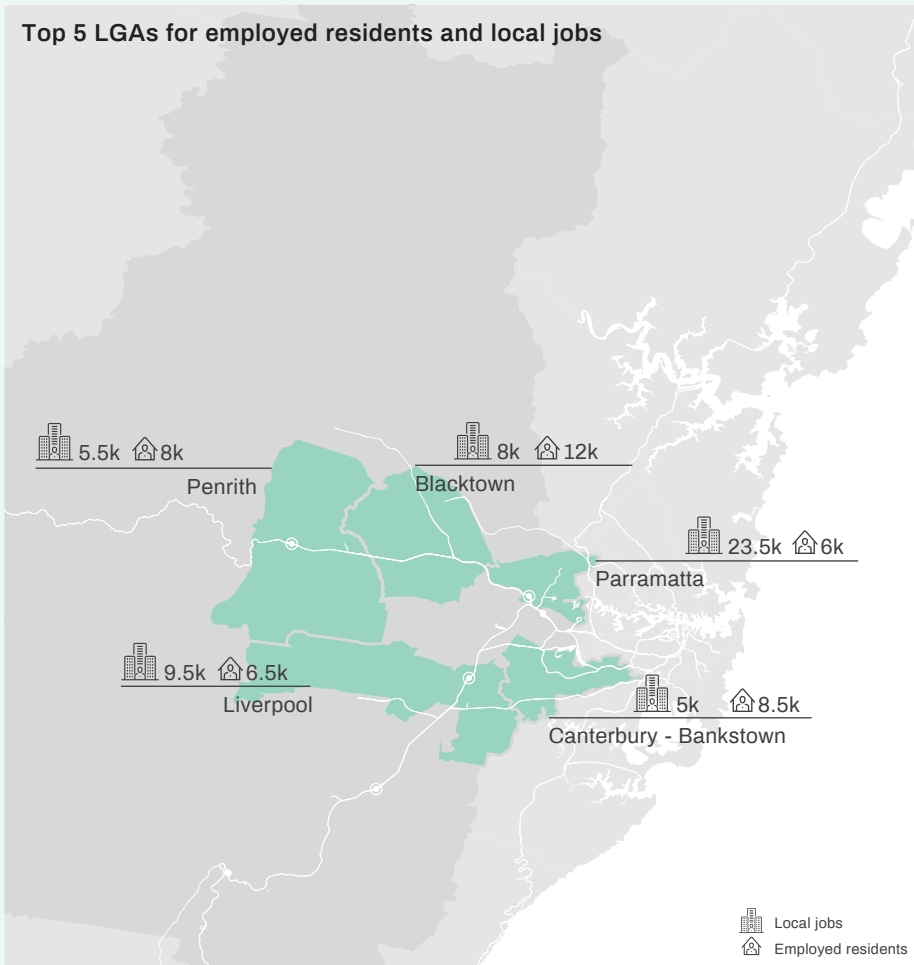 Top 5 LGAs for employed residents and local jobs
5.5k 8k
Penrith
8k 12k
Blacktown
23.5k 6k
Parramatta
9.5k 6.5k
Liverpool
5k 8.5k
Canterbury - Bankstown
Local jobs
Employed residents